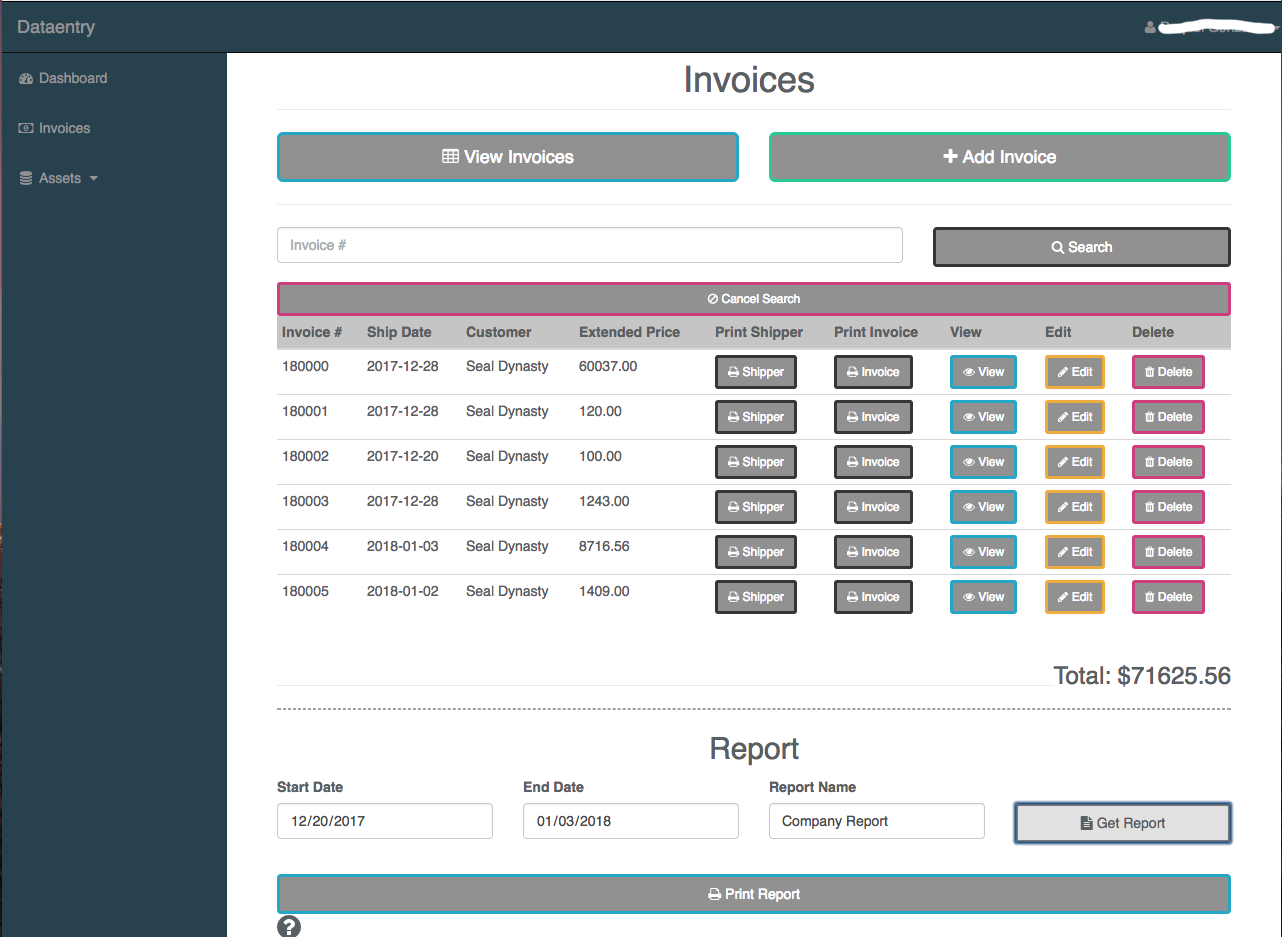 Dataentry
Dashboard
Invoices
Assets
Invoices
View Invoices Add Invoice
Invoice # Search
Cancel Search
Invoice # Ship Date Customer Extended Price Print Shipper Print Invoice View Edit Delete
180000 2017-12-28 Seal Dynasty 60037.00 Shipper Invoice View Edit Delete
180001 2017-12-28 Seal Dynasty 120.00 Shipper Invoice View Edit Delete
180002 2017-12-20 Seal Dynasty 100.00 Shipper Invoice View Edit Delete
180003 2017-12-28 Seal Dynasty 1243.00 Shipper Invoice View Edit Delete
180004 2018-01-03 Seal Dynasty 8716.56 Shipper Invoice View Edit Delete
180005 2018-01-02 Seal Dynasty 1409.00 Shipper Invoice View Edit Delete
Total: $71625.56
Report
Start Date End Date Report Name
12/20/2017 01/03/2018 Company Report Get Report
Print Report
?